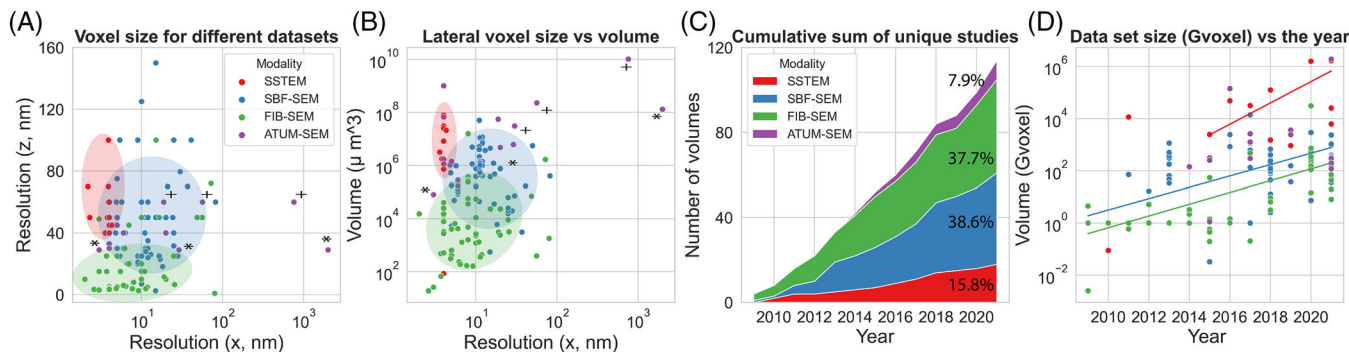 (A)
Voxel size for different datasets
Resolution (z, nm)
160
120
80
40
0
Modality
SSTEM
SBF-SEM
FIB-SEM
ATUM-SEM
+
+
+
*
*
*
10^1
10^2
10^3
Resolution (x, nm)
(B)
Lateral voxel size vs volume
Volume (μ m^3)
10^10
10^8
10^6
10^4
10^2
+
+
+
*
*
*
10^1
10^2
10^3
Resolution (x, nm)
(C)
Cumulative sum of unique studies
Number of volumes
120
80
40
0
Modality
SSTEM
SBF-SEM
FIB-SEM
ATUM-SEM
7.9%
37.7%
38.6%
15.8%
2010 2012 2014 2016 2018 2020
Year
(D)
Data set size (Gvoxel) vs the year
Volume (Gvoxel)
10^6
10^4
10^2
10^0
10^−2
2010 2012 2014 2016 2018 2020
Year